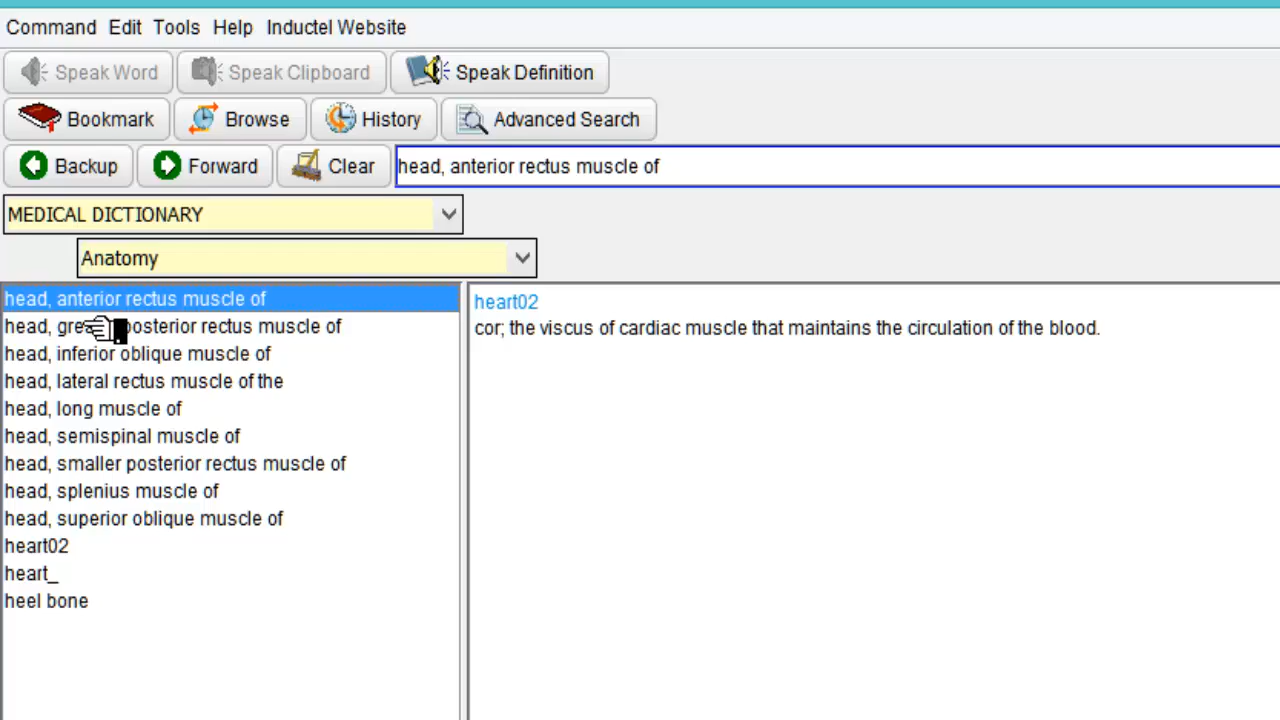 Command Edit Tools Help Inductel Website
Speak Word Speak Clipboard Speak Definition
Bookmark Browse History Advanced Search
Backup Forward Clear head, anterior rectus muscle of
MEDICAL DICTIONARY
Anatomy
head, anterior rectus muscle of
head, posterior rectus muscle of
head, inferior oblique muscle of
head, lateral rectus muscle of the
head, long muscle of
head, semispinal muscle of
head, smaller posterior rectus muscle of
head, splenius muscle of
head, superior oblique muscle of
heart02
heart_
heel bone
heart02
cor; the viscus of cardiac muscle that maintains the circulation of the blood.